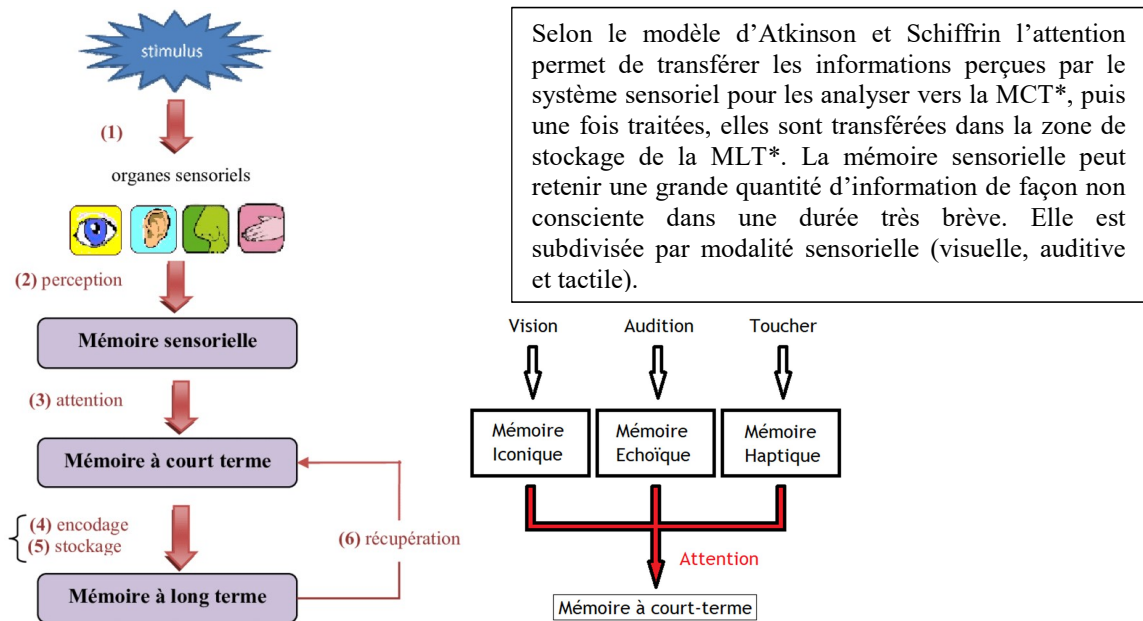 stimulus
(1)
organes sensoriels
(2) perception
Mémoire sensorielle
(3) attention
Mémoire à court terme
(4) encodage
(5) stockage
(6) récupération
Mémoire à long terme
Selon le modèle d’Atkinson et Schiffrin l’attention
permet de transférer les informations perçues par le
système sensoriel pour les analyser vers la MCT*, puis
une fois traitées, elles sont transférées dans la zone de
stockage de la MLT*. La mémoire sensorielle peut
retenir une grande quantité d’information de façon non
consciente dans une durée très brève. Elle est
subdivisée par modalité sensorielle (visuelle, auditive
et tactile).
Vision Audition Toucher
Mémoire Mémoire Mémoire
Iconique Echoïque Haptique
Attention
Mémoire à court-terme